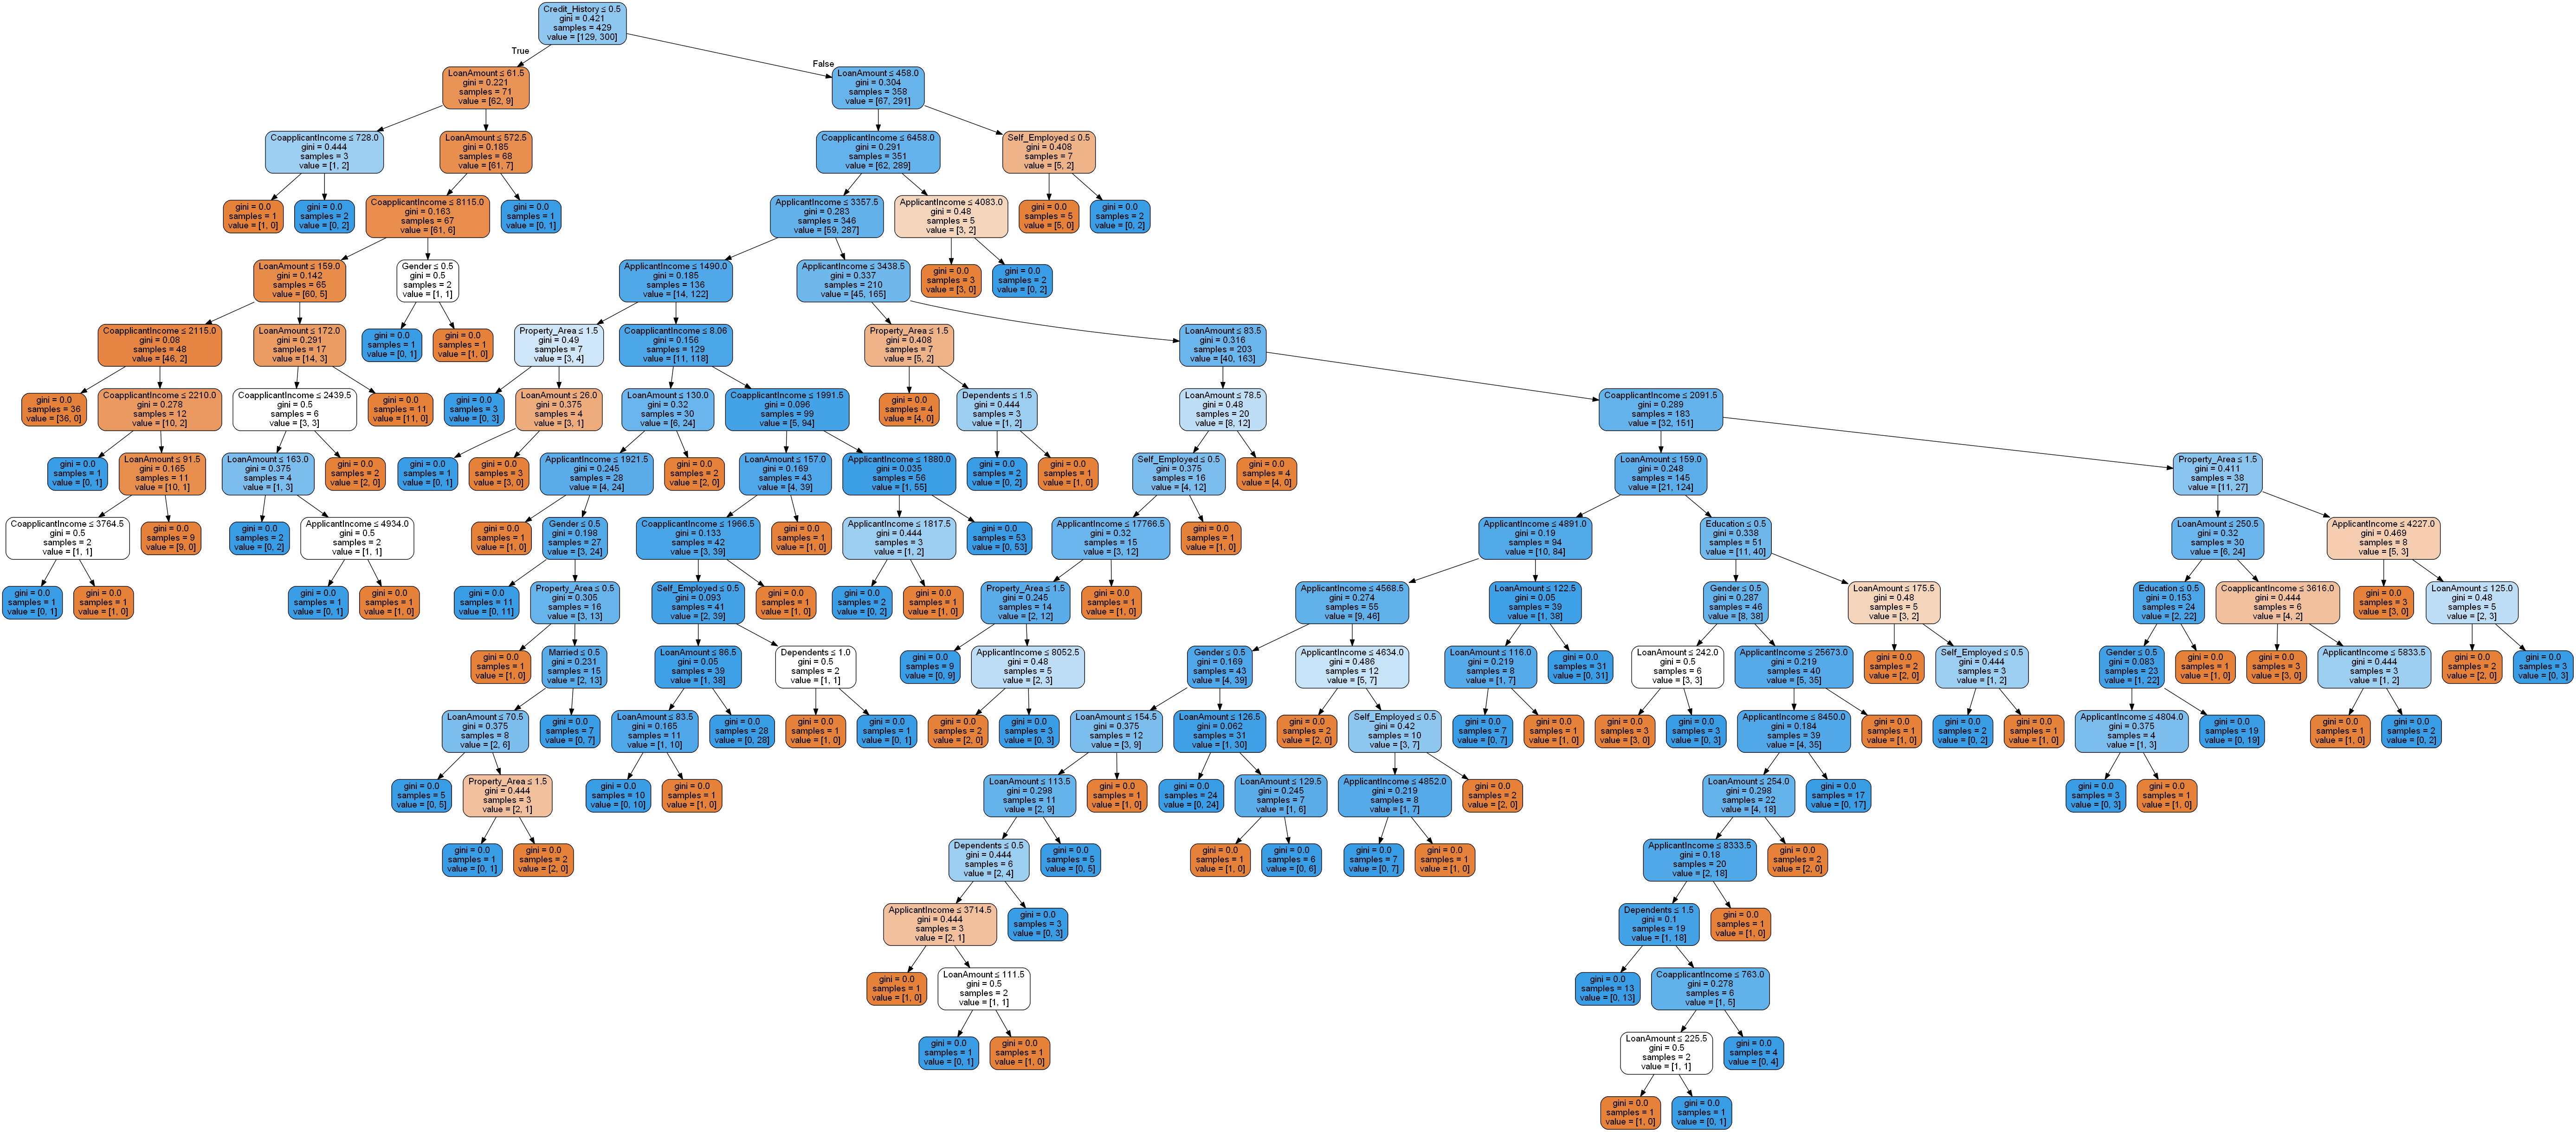 Credit_History ≤ 0.5
gini = 0.421
samples = 429
value = [129, 300]
True
False
LoanAmount ≤ 61.5
gini = 0.221
samples = 71
value = [62, 9]
LoanAmount ≤ 458.0
gini = 0.304
samples = 358
value = [67, 291]
CoapplicantIncome ≤ 728.0
gini = 0.444
samples = 3
value = [1, 2]
LoanAmount ≤ 572.5
gini = 0.185
samples = 68
value = [61, 7]
CoapplicantIncome ≤ 6458.0
gini = 0.291
samples = 351
value = [62, 289]
Self_Employed ≤ 0.5
gini = 0.408
samples = 7
value = [5, 2]
gini = 0.0
samples = 1
value = [1, 0]
gini = 0.0
samples = 2
value = [0, 2]
CoapplicantIncome ≤ 8115.0
gini = 0.163
samples = 67
value = [61, 6]
gini = 0.0
samples = 1
value = [0, 1]
ApplicantIncome ≤ 3357.5
gini = 0.283
samples = 346
value = [59, 287]
ApplicantIncome ≤ 4083.0
gini = 0.48
samples = 5
value = [3, 2]
gini = 0.0
samples = 5
value = [5, 0]
gini = 0.0
samples = 2
value = [0, 2]
LoanAmount ≤ 159.0
gini = 0.142
samples = 65
value = [60, 5]
Gender ≤ 0.5
gini = 0.5
samples = 2
value = [1, 1]
ApplicantIncome ≤ 1490.0
gini = 0.185
samples = 136
value = [14, 122]
ApplicantIncome ≤ 3438.5
gini = 0.337
samples = 210
value = [45, 165]
gini = 0.0
samples = 3
value = [3, 0]
gini = 0.0
samples = 2
value = [0, 2]
CoapplicantIncome ≤ 2115.0
gini = 0.08
samples = 48
value = [46, 2]
LoanAmount ≤ 172.0
gini = 0.291
samples = 17
value = [14, 3]
gini = 0.0
samples = 1
value = [0, 1]
gini = 0.0
samples = 1
value = [1, 0]
Property_Area ≤ 1.5
gini = 0.49
samples = 7
value = [3, 4]
CoapplicantIncome ≤ 8.06
gini = 0.156
samples = 129
value = [11, 118]
Property_Area ≤ 1.5
gini = 0.408
samples = 7
value = [5, 2]
LoanAmount ≤ 83.5
gini = 0.316
samples = 203
value = [40, 163]
gini = 0.0
samples = 36
value = [36, 0]
CoapplicantIncome ≤ 2210.0
gini = 0.278
samples = 12
value = [10, 2]
CoapplicantIncome ≤ 2439.5
gini = 0.5
samples = 6
value = [3, 3]
gini = 0.0
samples = 11
value = [11, 0]
gini = 0.0
samples = 3
value = [0, 3]
LoanAmount ≤ 26.0
gini = 0.375
samples = 4
value = [3, 1]
LoanAmount ≤ 130.0
gini = 0.32
samples = 30
value = [6, 24]
CoapplicantIncome ≤ 1991.5
gini = 0.096
samples = 99
value = [5, 94]
gini = 0.0
samples = 4
value = [4, 0]
Dependents ≤ 1.5
gini = 0.444
samples = 3
value = [1, 2]
LoanAmount ≤ 78.5
gini = 0.48
samples = 20
value = [8, 12]
CoapplicantIncome ≤ 2091.5
gini = 0.289
samples = 183
value = [32, 151]
gini = 0.0
samples = 1
value = [0, 1]
LoanAmount ≤ 91.5
gini = 0.165
samples = 11
value = [10, 1]
LoanAmount ≤ 163.0
gini = 0.375
samples = 4
value = [1, 3]
gini = 0.0
samples = 2
value = [2, 0]
gini = 0.0
samples = 1
value = [0, 1]
gini = 0.0
samples = 3
value = [3, 0]
ApplicantIncome ≤ 1921.5
gini = 0.245
samples = 28
value = [4, 24]
gini = 0.0
samples = 2
value = [2, 0]
LoanAmount ≤ 157.0
gini = 0.169
samples = 43
value = [4, 39]
ApplicantIncome ≤ 1880.0
gini = 0.035
samples = 56
value = [1, 55]
gini = 0.0
samples = 2
value = [0, 2]
gini = 0.0
samples = 1
value = [1, 0]
Self_Employed ≤ 0.5
gini = 0.375
samples = 16
value = [4, 12]
gini = 0.0
samples = 4
value = [4, 0]
LoanAmount ≤ 159.0
gini = 0.248
samples = 145
value = [21, 124]
Property_Area ≤ 1.5
gini = 0.411
samples = 38
value = [11, 27]
CoapplicantIncome ≤ 3764.5
gini = 0.5
samples = 2
value = [1, 1]
gini = 0.0
samples = 9
value = [9, 0]
gini = 0.0
samples = 2
value = [0, 2]
ApplicantIncome ≤ 4934.0
gini = 0.5
samples = 2
value = [1, 1]
gini = 0.0
samples = 1
value = [1, 0]
Gender ≤ 0.5
gini = 0.198
samples = 27
value = [3, 24]
CoapplicantIncome ≤ 1966.5
gini = 0.133
samples = 42
value = [3, 39]
gini = 0.0
samples = 1
value = [1, 0]
ApplicantIncome ≤ 1817.5
gini = 0.444
samples = 3
value = [1, 2]
gini = 0.0
samples = 53
value = [0, 53]
ApplicantIncome ≤ 17766.5
gini = 0.32
samples = 15
value = [3, 12]
gini = 0.0
samples = 1
value = [1, 0]
ApplicantIncome ≤ 4891.0
gini = 0.19
samples = 94
value = [10, 84]
Education ≤ 0.5
gini = 0.338
samples = 51
value = [11, 40]
LoanAmount ≤ 250.5
gini = 0.32
samples = 30
value = [6, 24]
ApplicantIncome ≤ 4227.0
gini = 0.469
samples = 8
value = [5, 3]
gini = 0.0
samples = 1
value = [0, 1]
gini = 0.0
samples = 1
value = [1, 0]
gini = 0.0
samples = 1
value = [0, 1]
gini = 0.0
samples = 1
value = [1, 0]
gini = 0.0
samples = 11
value = [0, 11]
Property_Area ≤ 0.5
gini = 0.305
samples = 16
value = [3, 13]
Self_Employed ≤ 0.5
gini = 0.093
samples = 41
value = [2, 39]
gini = 0.0
samples = 1
value = [1, 0]
gini = 0.0
samples = 2
value = [0, 2]
gini = 0.0
samples = 1
value = [1, 0]
Property_Area ≤ 1.5
gini = 0.245
samples = 14
value = [2, 12]
gini = 0.0
samples = 1
value = [1, 0]
ApplicantIncome ≤ 4568.5
gini = 0.274
samples = 55
value = [9, 46]
LoanAmount ≤ 122.5
gini = 0.05
samples = 39
value = [1, 38]
Gender ≤ 0.5
gini = 0.287
samples = 46
value = [8, 38]
LoanAmount ≤ 175.5
gini = 0.48
samples = 5
value = [3, 2]
Education ≤ 0.5
gini = 0.153
samples = 24
value = [2, 22]
CoapplicantIncome ≤ 3616.0
gini = 0.444
samples = 6
value = [4, 2]
gini = 0.0
samples = 3
value = [3, 0]
LoanAmount ≤ 125.0
gini = 0.48
samples = 5
value = [2, 3]
gini = 0.0
samples = 1
value = [1, 0]
Married ≤ 0.5
gini = 0.231
samples = 15
value = [2, 13]
LoanAmount ≤ 86.5
gini = 0.05
samples = 39
value = [1, 38]
Dependents ≤ 1.0
gini = 0.5
samples = 2
value = [1, 1]
gini = 0.0
samples = 9
value = [0, 9]
ApplicantIncome ≤ 8052.5
gini = 0.48
samples = 5
value = [2, 3]
Gender ≤ 0.5
gini = 0.169
samples = 43
value = [4, 39]
ApplicantIncome ≤ 4634.0
gini = 0.486
samples = 12
value = [5, 7]
LoanAmount ≤ 116.0
gini = 0.219
samples = 8
value = [1, 7]
gini = 0.0
samples = 31
value = [0, 31]
LoanAmount ≤ 242.0
gini = 0.5
samples = 6
value = [3, 3]
ApplicantIncome ≤ 25673.0
gini = 0.219
samples = 40
value = [5, 35]
gini = 0.0
samples = 2
value = [2, 0]
Self_Employed ≤ 0.5
gini = 0.444
samples = 3
value = [1, 2]
Gender ≤ 0.5
gini = 0.083
samples = 23
value = [1, 22]
gini = 0.0
samples = 1
value = [1, 0]
gini = 0.0
samples = 3
value = [3, 0]
ApplicantIncome ≤ 5833.5
gini = 0.444
samples = 3
value = [1, 2]
gini = 0.0
samples = 2
value = [2, 0]
gini = 0.0
samples = 3
value = [0, 3]
LoanAmount ≤ 70.5
gini = 0.375
samples = 8
value = [2, 6]
gini = 0.0
samples = 7
value = [0, 7]
LoanAmount ≤ 83.5
gini = 0.165
samples = 11
value = [1, 10]
gini = 0.0
samples = 28
value = [0, 28]
gini = 0.0
samples = 1
value = [1, 0]
gini = 0.0
samples = 1
value = [0, 1]
gini = 0.0
samples = 2
value = [2, 0]
gini = 0.0
samples = 3
value = [0, 3]
LoanAmount ≤ 154.5
gini = 0.375
samples = 12
value = [3, 9]
LoanAmount ≤ 126.5
gini = 0.062
samples = 31
value = [1, 30]
gini = 0.0
samples = 2
value = [2, 0]
Self_Employed ≤ 0.5
gini = 0.42
samples = 10
value = [3, 7]
gini = 0.0
samples = 7
value = [0, 7]
gini = 0.0
samples = 1
value = [1, 0]
gini = 0.0
samples = 3
value = [3, 0]
gini = 0.0
samples = 3
value = [0, 3]
ApplicantIncome ≤ 8450.0
gini = 0.184
samples = 39
value = [4, 35]
gini = 0.0
samples = 1
value = [1, 0]
gini = 0.0
samples = 2
value = [0, 2]
gini = 0.0
samples = 1
value = [1, 0]
ApplicantIncome ≤ 4804.0
gini = 0.375
samples = 4
value = [1, 3]
gini = 0.0
samples = 19
value = [0, 19]
gini = 0.0
samples = 1
value = [1, 0]
gini = 0.0
samples = 2
value = [0, 2]
gini = 0.0
samples = 5
value = [0, 5]
Property_Area ≤ 1.5
gini = 0.444
samples = 3
value = [2, 1]
gini = 0.0
samples = 10
value = [0, 10]
gini = 0.0
samples = 1
value = [1, 0]
LoanAmount ≤ 113.5
gini = 0.298
samples = 11
value = [2, 9]
gini = 0.0
samples = 1
value = [1, 0]
gini = 0.0
samples = 24
value = [0, 24]
LoanAmount ≤ 129.5
gini = 0.245
samples = 7
value = [1, 6]
ApplicantIncome ≤ 4852.0
gini = 0.219
samples = 8
value = [1, 7]
gini = 0.0
samples = 2
value = [2, 0]
LoanAmount ≤ 254.0
gini = 0.298
samples = 22
value = [4, 18]
gini = 0.0
samples = 17
value = [0, 17]
gini = 0.0
samples = 3
value = [0, 3]
gini = 0.0
samples = 1
value = [1, 0]
gini = 0.0
samples = 1
value = [0, 1]
gini = 0.0
samples = 2
value = [2, 0]
Dependents ≤ 0.5
gini = 0.444
samples = 6
value = [2, 4]
gini = 0.0
samples = 5
value = [0, 5]
gini = 0.0
samples = 1
value = [1, 0]
gini = 0.0
samples = 6
value = [0, 6]
gini = 0.0
samples = 7
value = [0, 7]
gini = 0.0
samples = 1
value = [1, 0]
ApplicantIncome ≤ 8333.5
gini = 0.18
samples = 20
value = [2, 18]
gini = 0.0
samples = 2
value = [2, 0]
ApplicantIncome ≤ 3714.5
gini = 0.444
samples = 3
value = [2, 1]
gini = 0.0
samples = 3
value = [0, 3]
Dependents ≤ 1.5
gini = 0.1
samples = 19
value = [1, 18]
gini = 0.0
samples = 1
value = [1, 0]
gini = 0.0
samples = 1
value = [1, 0]
LoanAmount ≤ 111.5
gini = 0.5
samples = 2
value = [1, 1]
gini = 0.0
samples = 13
value = [0, 13]
CoapplicantIncome ≤ 763.0
gini = 0.278
samples = 6
value = [1, 5]
gini = 0.0
samples = 1
value = [0, 1]
gini = 0.0
samples = 1
value = [1, 0]
LoanAmount ≤ 225.5
gini = 0.5
samples = 2
value = [1, 1]
gini = 0.0
samples = 4
value = [0, 4]
gini = 0.0
samples = 1
value = [1, 0]
gini = 0.0
samples = 1
value = [0, 1]